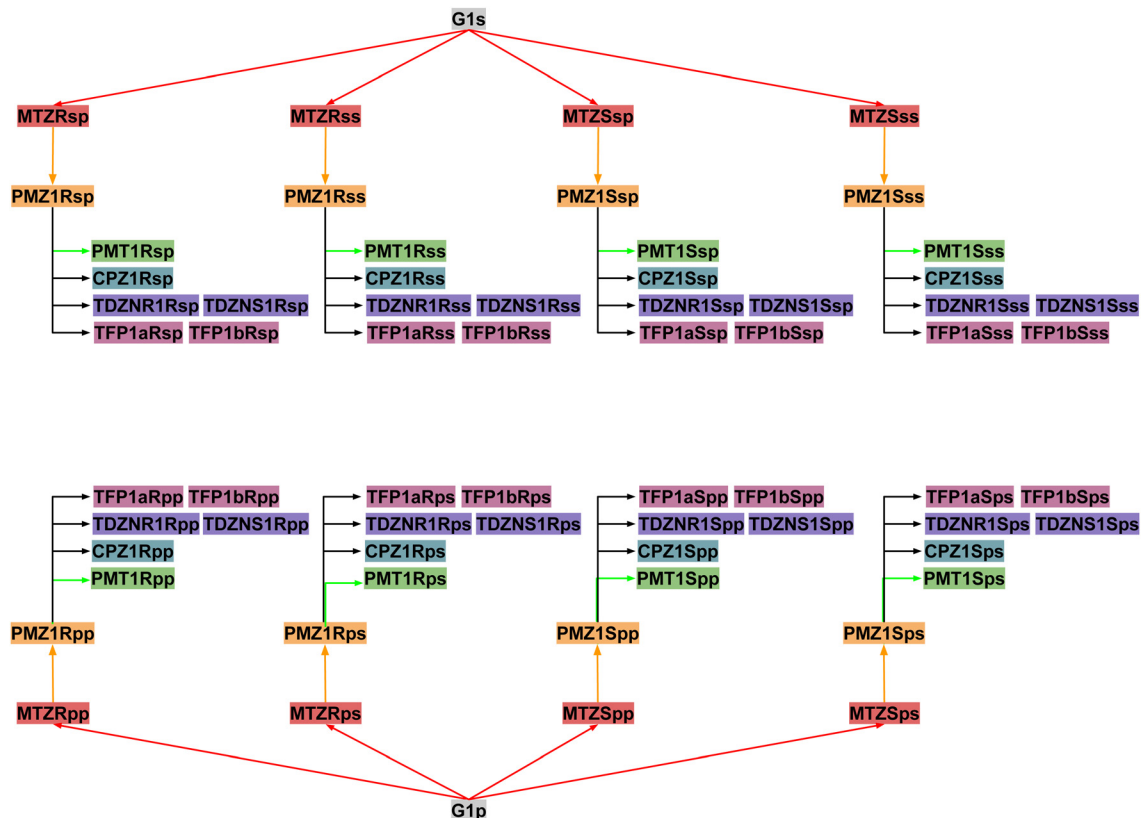 G1s
MTZRsp MTZRss MTZSsp MTZSss
PMZ1Rsp PMZ1Rss PMZ1Ssp PMZ1Sss
PMT1Rsp PMT1Rss PMT1Ssp PMT1Sss
CPZ1Rsp CPZ1Rss CPZ1Ssp CPZ1Sss
TDZNR1Rsp TDZNS1Rsp TDZNR1Rss TDZNS1Rss TDZNR1Ssp TDZNS1Ssp TDZNR1Sss TDZNS1Sss
TFP1aRsp TFP1bRsp TFP1aRss TFP1bRss TFP1aSsp TFP1bSsp TFP1aSss TFP1bSss
TFP1aRpp TFP1bRpp TFP1aRps TFP1bRps TFP1aSpp TFP1bSpp TFP1aSps TFP1bSps
TDZNR1Rpp TDZNS1Rpp TDZNR1Rps TDZNS1Rps TDZNR1Spp TDZNS1Spp TDZNR1Sps TDZNS1Sps
CPZ1Rpp CPZ1Rps CPZ1Spp CPZ1Sps
PMT1Rpp PMT1Rps PMT1Spp PMT1Sps
PMZ1Rpp PMZ1Rps PMZ1Spp PMZ1Sps
MTZRpp MTZRps MTZSpp MTZSps
G1p